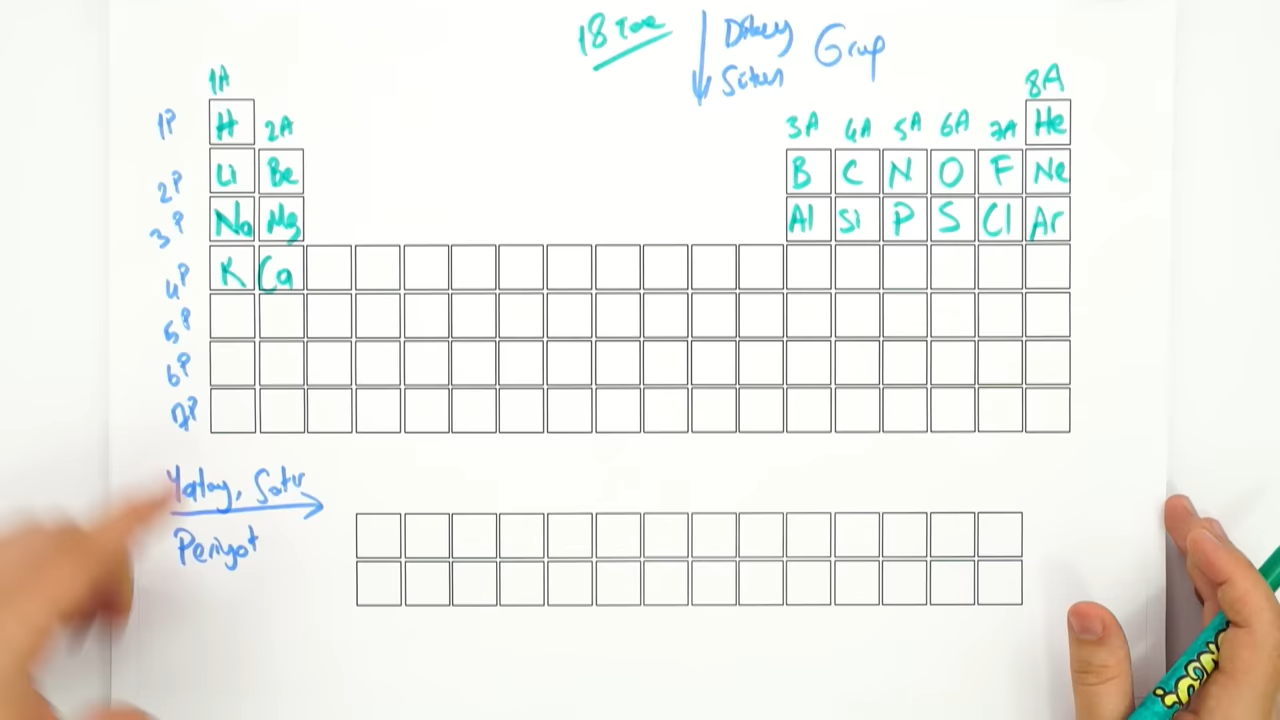 18 Tane
Dikey
Sütun
Grup
1A
8A
1P
H
2A
3A
4A
5A
6A
7A
He
2P
Li
Be
B
C
N
O
F
Ne
3P
Na
Mg
Al
Si
P
S
Cl
Ar
4P
K
Ca
5P
6P
7P
Yatay, Satır
Periyot